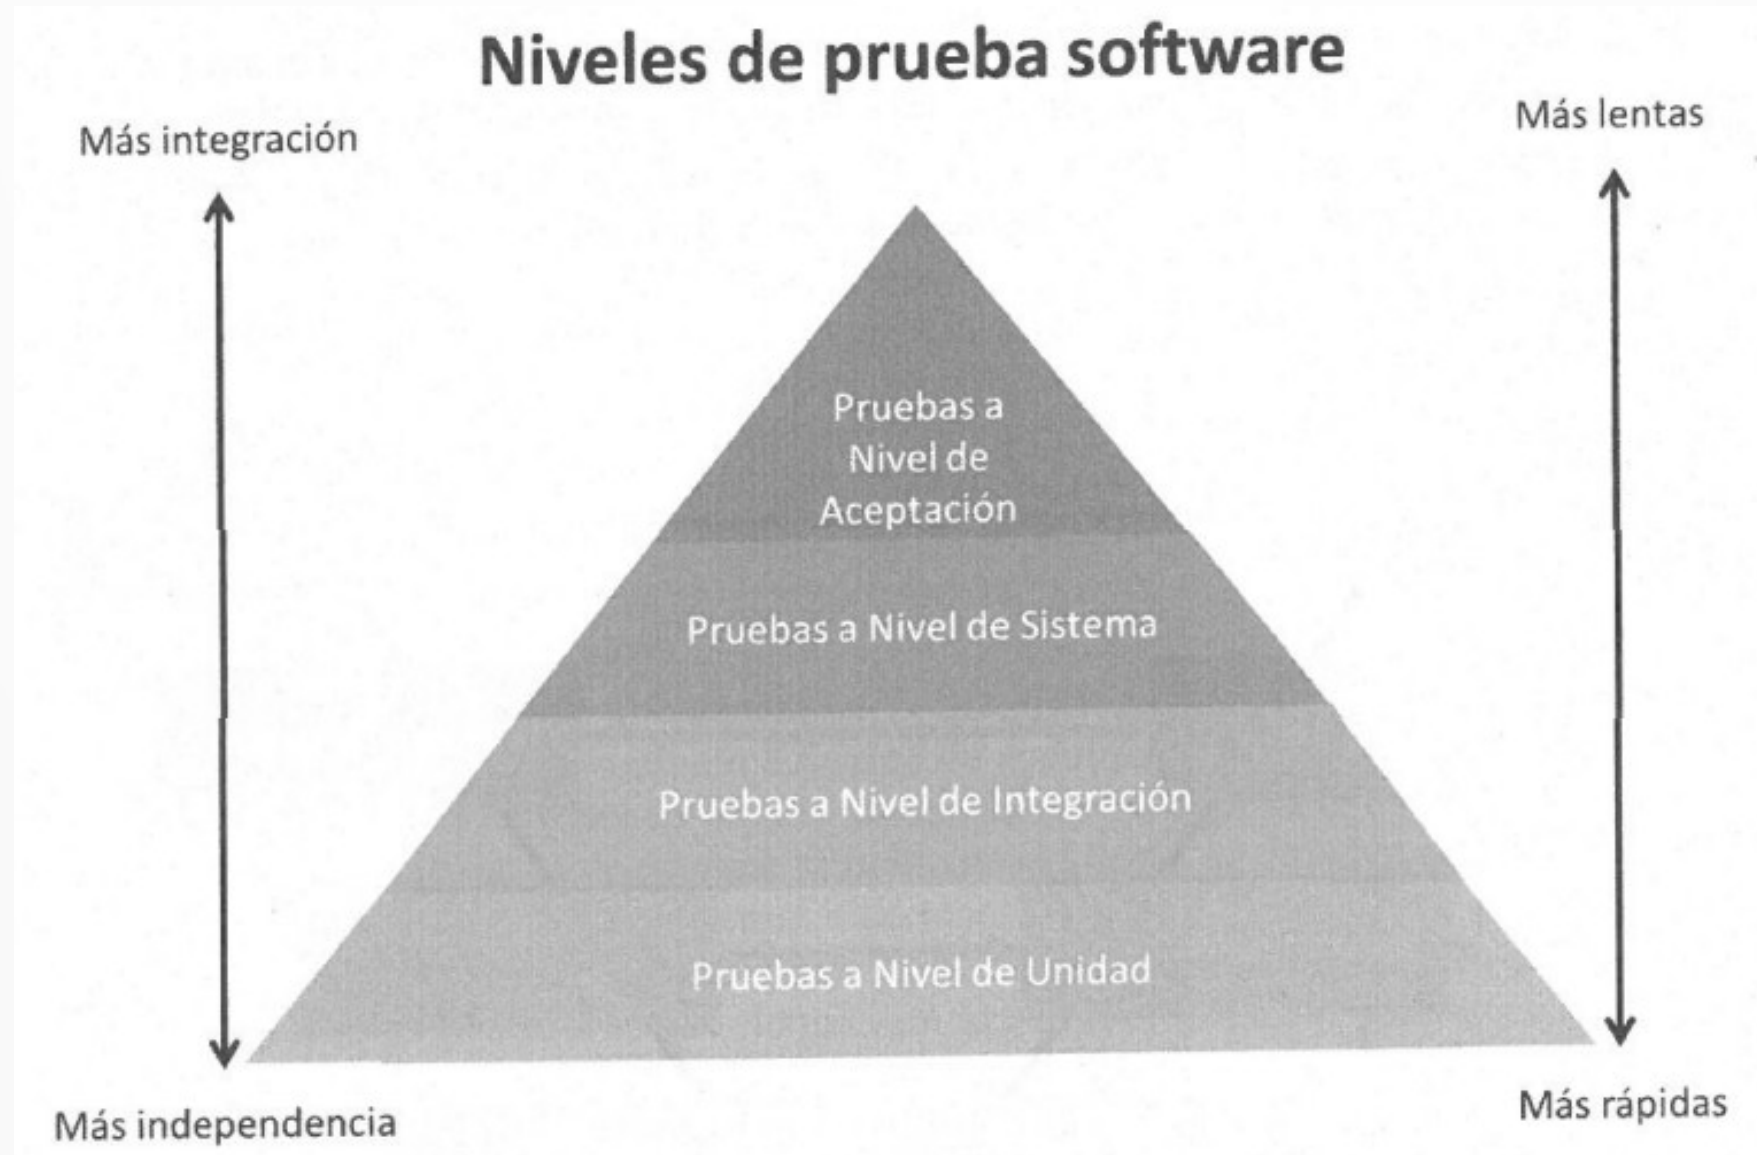 Niveles de prueba software
Más integración
Más lentas
Pruebas a
Nivel de
Aceptación
Pruebas a Nivel de Sistema
Pruebas a Nivel de Integración
Pruebas a Nivel de Unidad
Más independencia
Más rápidas